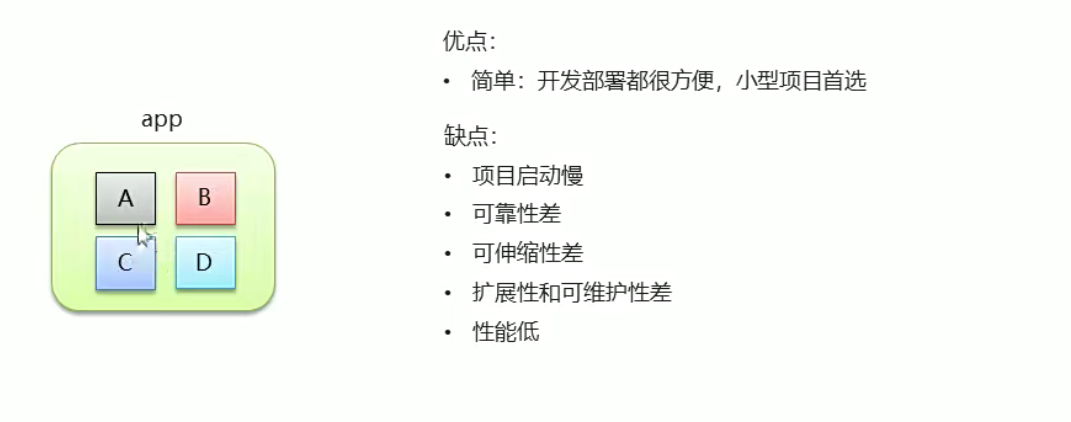 app
A B
C D
优点：
• 简单：开发部署都很方便，小型项目首选
缺点：
• 项目启动慢
• 可靠性差
• 可伸缩性差
• 扩展性和可维护性差
• 性能低